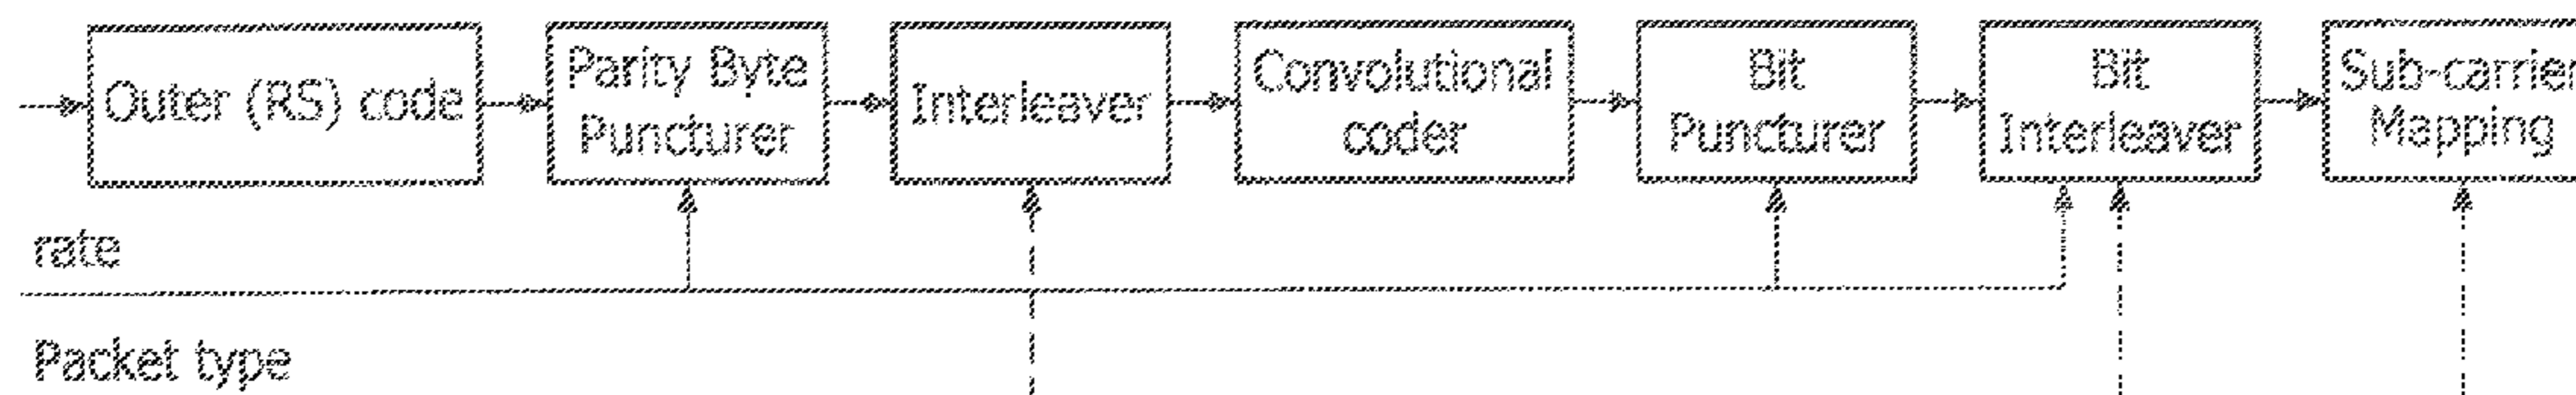 Outer (RS) code
Parity Byte
Puncturer
Interleaver
Convolutional
coder
Bit
Puncturer
Bit
Interleaver
Sub-carrier
Mapping
rate
Packet type